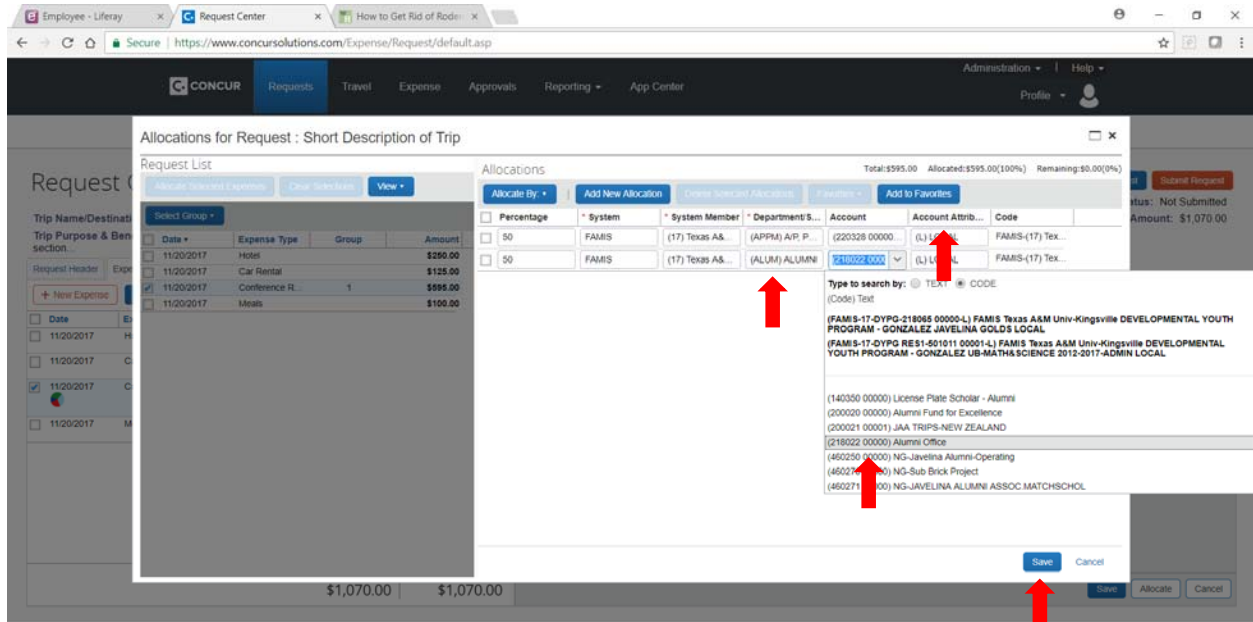 Employee - Liferay
Request Center
How to Get Rid of Roden
Secure | https://www.concursolutions.com/Expense/Request/default.asp
Administration | Help
C. CONCUR Requests Travel Expense Approvals Reporting App Center
Profile
Allocations for Request : Short Description of Trip
Request List
Allocate Selected Expenses Clear Selections View
Select Group
Date Expense Type Group Amount
11/20/2017 Hotel $250.00
11/20/2017 Car Rental $125.00
11/20/2017 Conference R... 1 $595.00
11/20/2017 Meals $100.00
Allocations
Total:$595.00 Allocated:$595.00(100%) Remaining:$0.00(0%)
Allocate By: Add New Allocation Delete Selected Allocations Favorites Add to Favorites
Percentage * System * System Member * Department/S... Account Account Attrib... Code
50 FAMIS (17) Texas A&... (APPM) A/P, P... (220328 00000... (L) LOCAL FAMIS-(17) Tex...
50 FAMIS (17) Texas A&... (ALUM) ALUMNI (218022 0000 FAMIS-(17) Tex...
Type to search by: TEXT CODE
(Code) Text
(FAMIS-17-DYPG-218065 00000-L) FAMIS Texas A&M Univ-Kingsville DEVELOPMENTAL YOUTH
PROGRAM - GONZALEZ JAVELINA GOLDS LOCAL
(FAMIS-17-DYPG RES1-501011 00001-L) FAMIS Texas A&M Univ-Kingsville DEVELOPMENTAL
YOUTH PROGRAM - GONZALEZ UB-MATH&SCIENCE 2012-2017-ADMIN LOCAL
(140350 00000) License Plate Scholar - Alumni
(200020 00000) Alumni Fund for Excellence
(200021 00001) JAA TRIPS-NEW ZEALAND
(218022 00000) Alumni Office
(460250 00000) NG-Javelina Alumni-Operating
NG-Sub Brick Project
NG-JAVELINA ALUMNI ASSOC.MATCHSCHOL
Save Cancel
Request
Submit Request
Not Submitted
Amount: $1,070.00
Trip Name/Destinati
Trip Purpose & Ben
section...
Request Header Expe
+ New Expense
Date
11/20/2017
11/20/2017
11/20/2017
11/20/2017
$1,070.00 $1,070.00
Save Allocate Cancel